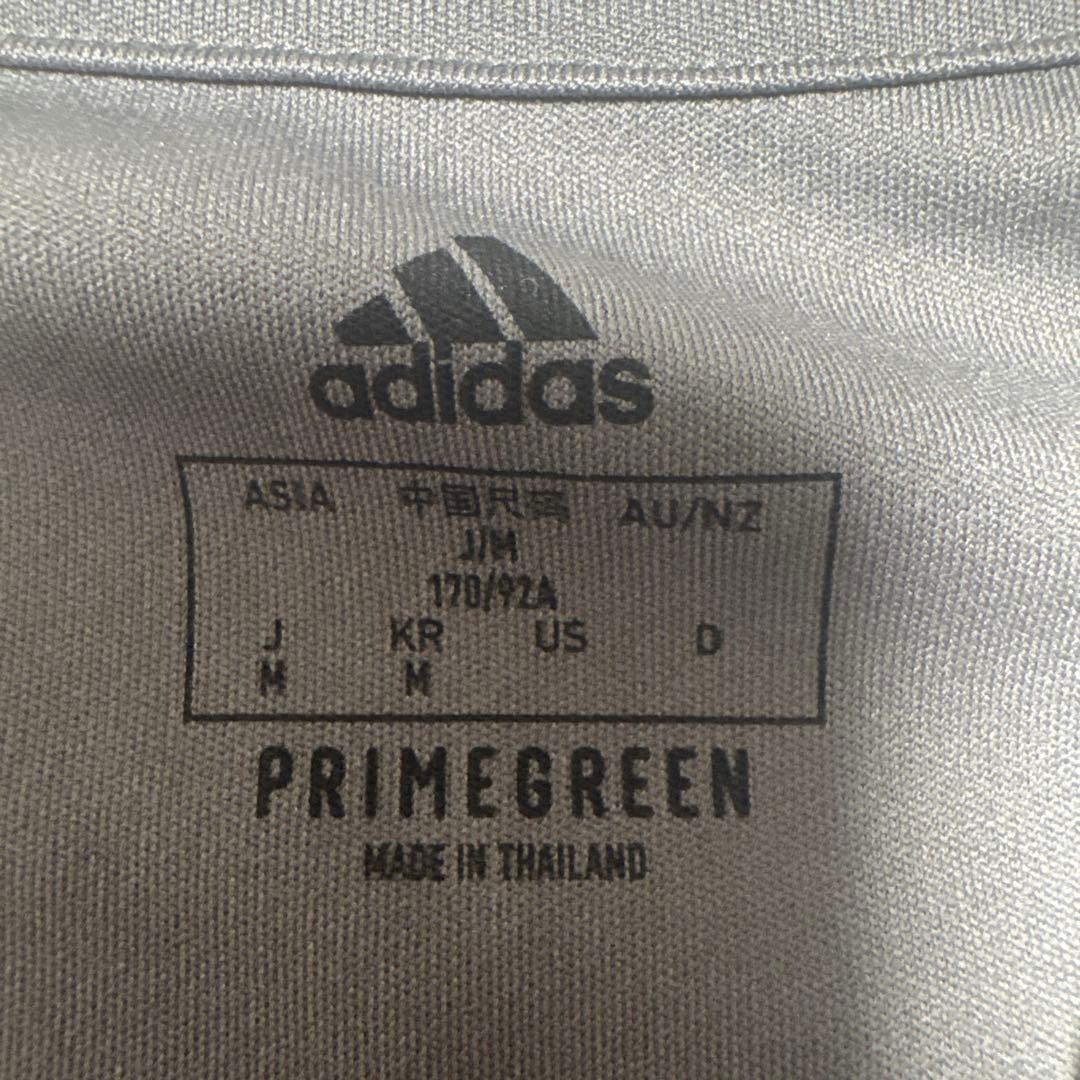 adidas
ASIA 中国尺码 AU/NZ
J/M
170/92A
J KR US D
M M
PRIMEGREEN
MADE IN THAILAND